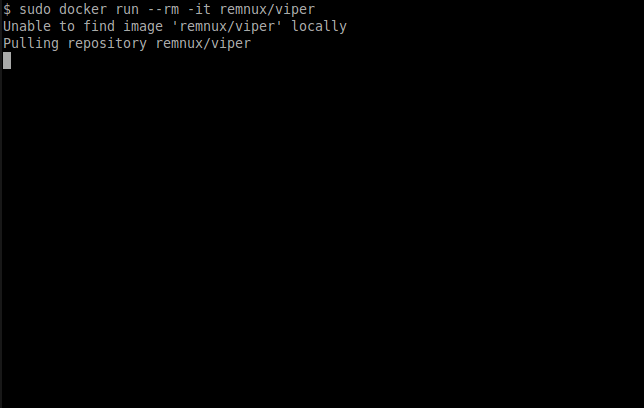 $ sudo docker run --rm -it remnux/viper
Unable to find image 'remnux/viper' locally
Pulling repository remnux/viper